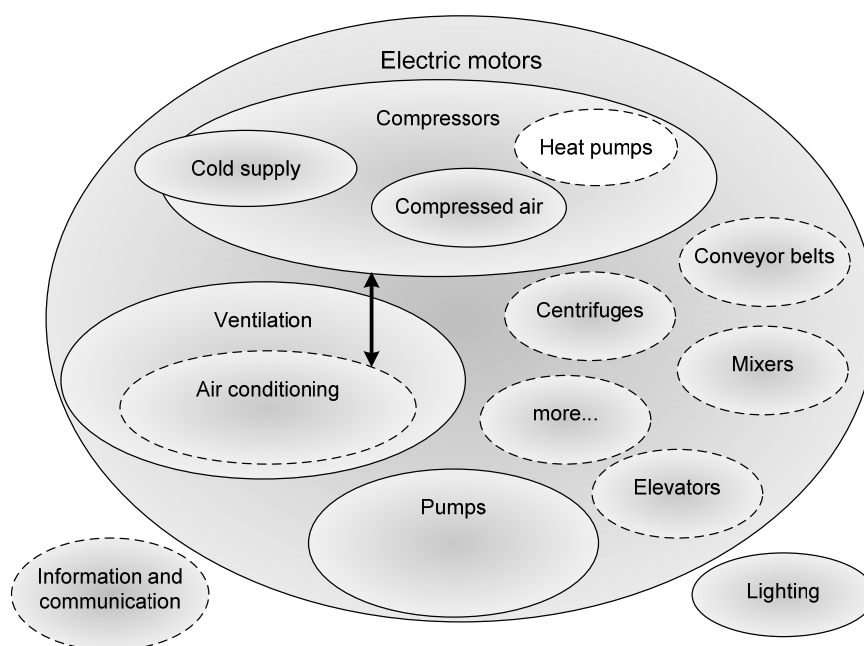 Electric motors
Compressors
Heat pumps
Cold supply
Compressed air
Conveyor belts
Centrifuges
Ventilation
Mixers
Air conditioning
more...
Elevators
Pumps
Information and
communication
Lighting